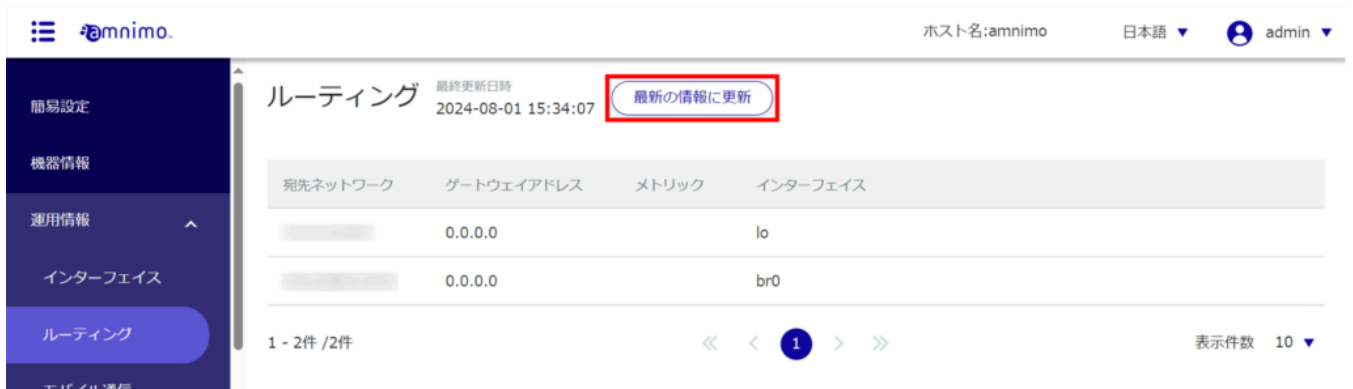 amnimo. ホスト名:amnimo 日本語 ▼ admin ▼
簡易設定
機器情報
運用情報
インターフェイス
ルーティング
モバイル通信
ルーティング 最終更新日時 2024-08-01 15:34:07 最新の情報に更新
宛先ネットワーク ゲートウェイアドレス メトリック インターフェイス
0.0.0.0 lo
0.0.0.0 br0
1 - 2件 /2件 « < 1 > » 表示件数 10 ▼